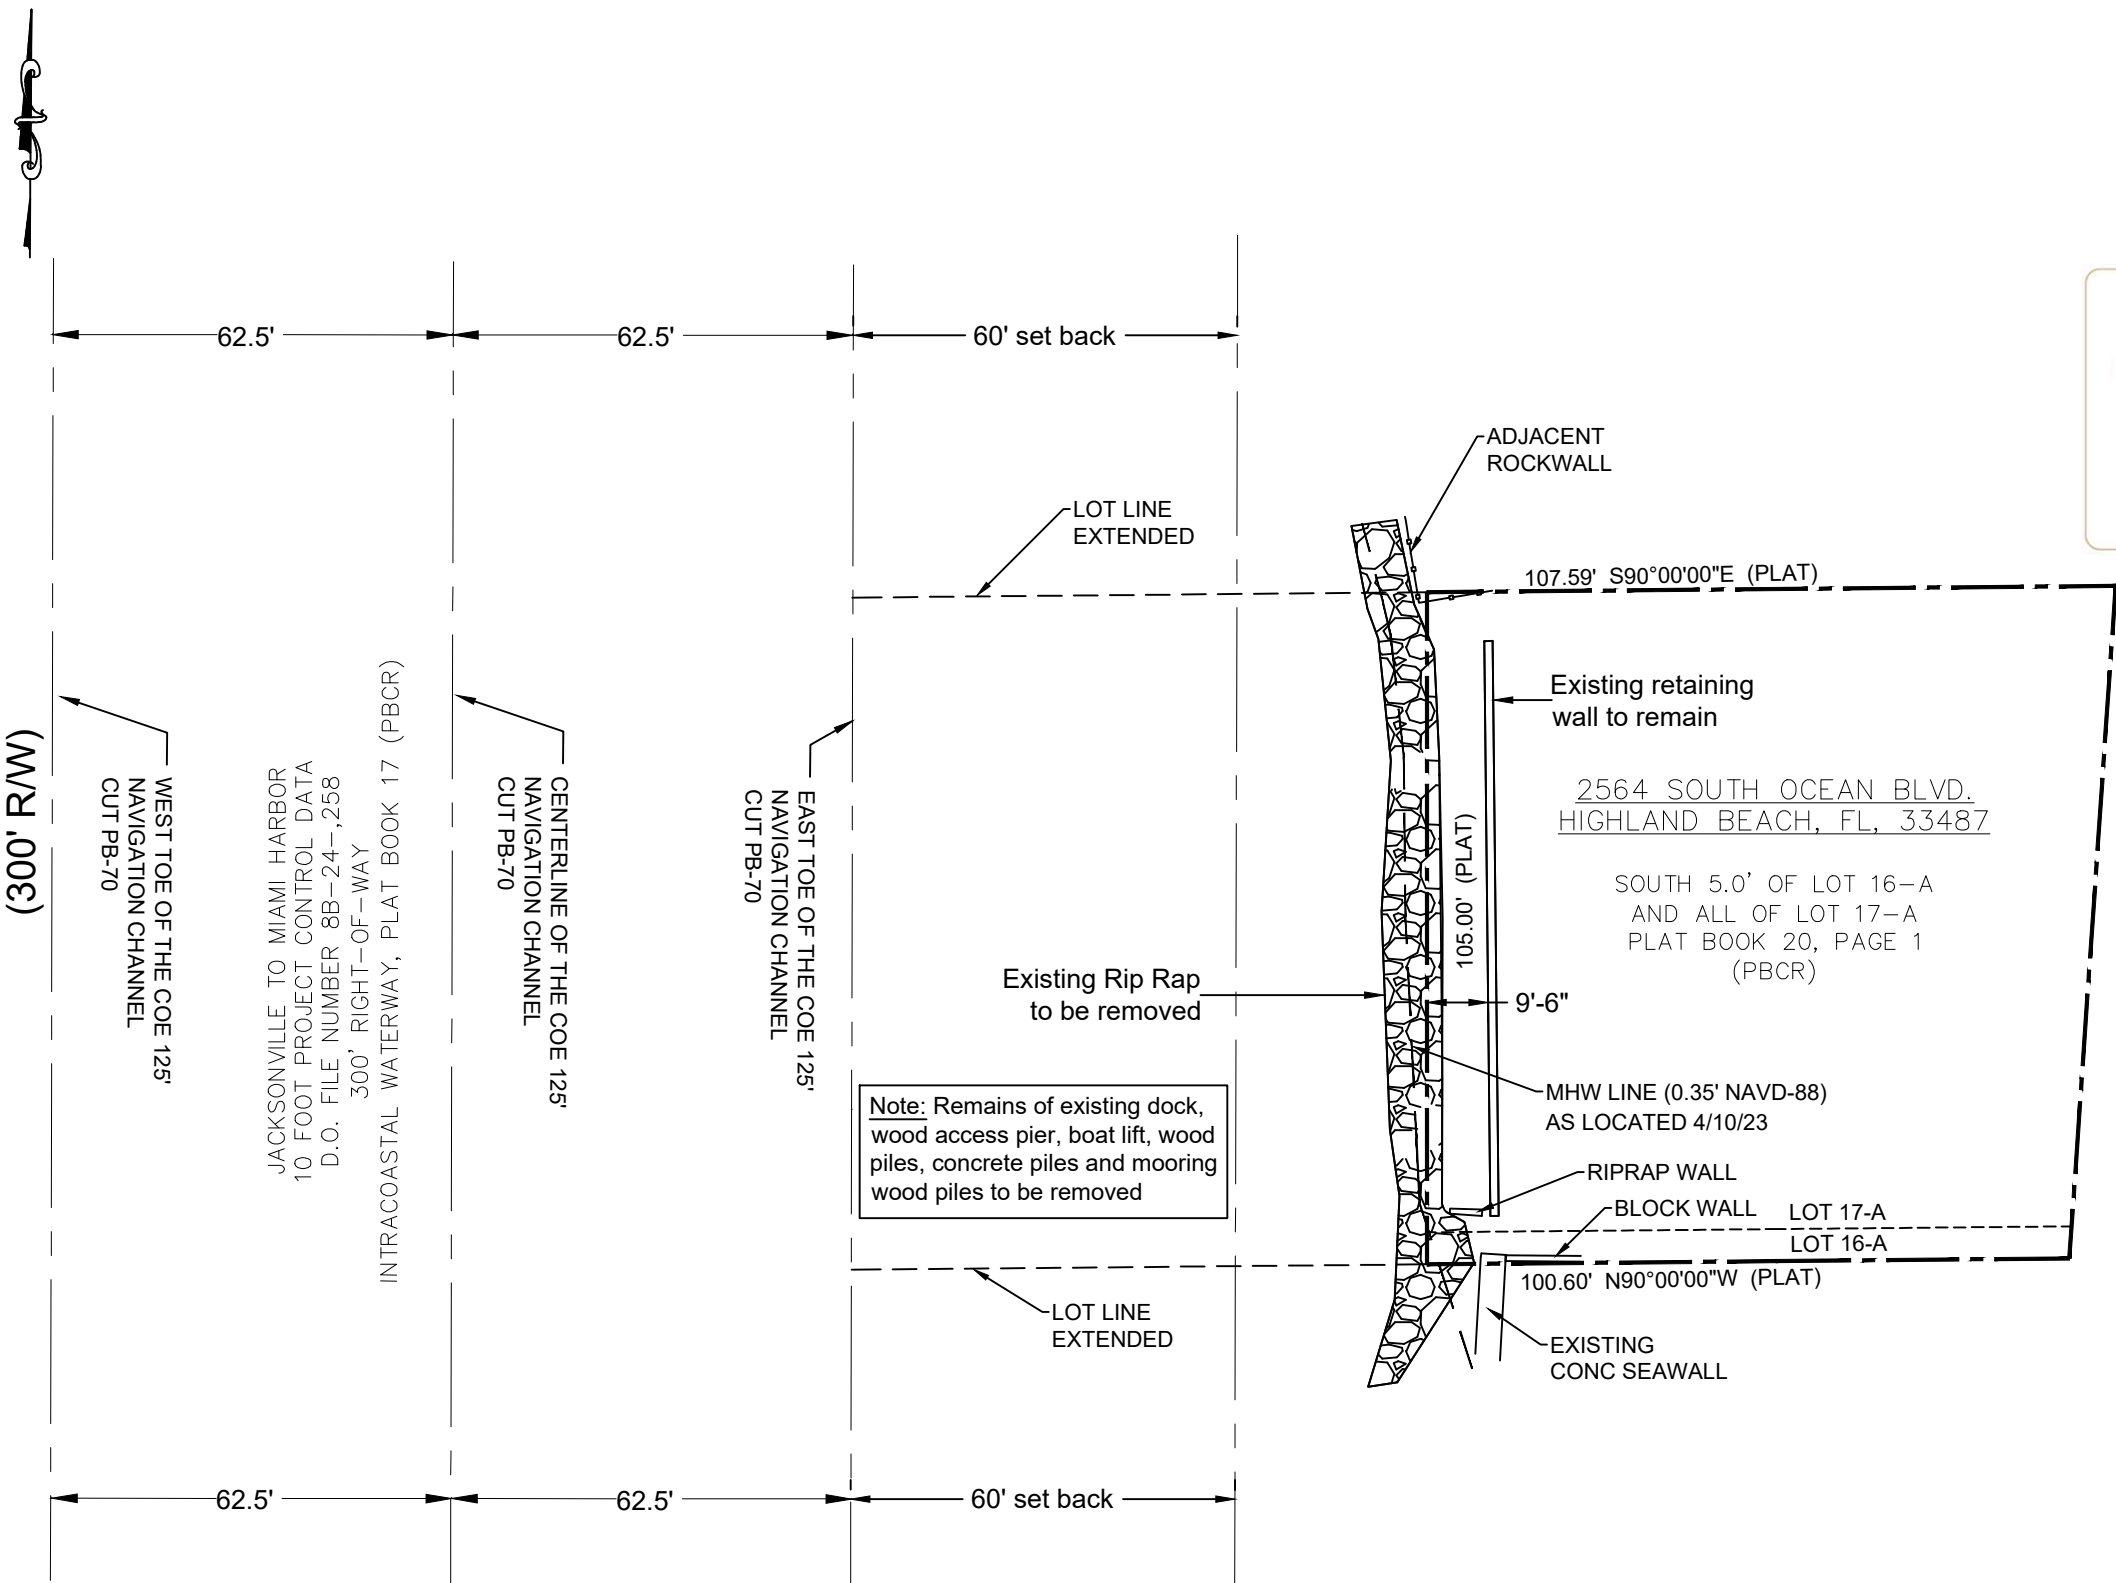 62.5'
62.5'
60' set back
ADJACENT
ROCKWALL
LOT LINE
EXTENDED
107.59' S90°00'00"E (PLAT)
Existing retaining
wall to remain
(300' R/W)
WEST TOE OF THE COE 125'
NAVIGATION CHANNEL
CUT PB-70
JACKSONVILLE TO MIAMI HARBOR
10 FOOT PROJECT CONTROL DATA
D.O. FILE NUMBER 8B-24-,258
300' RIGHT-OF-WAY
INTRACOASTAL WATERWAY, PLAT BOOK 17 (PBCR)
CENTERLINE OF THE COE 125'
NAVIGATION CHANNEL
CUT PB-70
EAST TOE OF THE COE 125'
NAVIGATION CHANNEL
CUT PB-70
105.00' (PLAT)
2564 SOUTH OCEAN BLVD.
HIGHLAND BEACH, FL, 33487
SOUTH 5.0' OF LOT 16-A
AND ALL OF LOT 17-A
PLAT BOOK 20, PAGE 1
(PBCR)
Existing Rip Rap
to be removed
9'-6"
MHW LINE (0.35' NAVD-88)
AS LOCATED 4/10/23
Note: Remains of existing dock,
wood access pier, boat lift, wood
piles, concrete piles and mooring
wood piles to be removed
RIPRAP WALL
BLOCK WALL
LOT 17-A
LOT 16-A
100.60' N90°00'00"W (PLAT)
LOT LINE
EXTENDED
EXISTING
CONC SEAWALL
62.5'
62.5'
60' set back